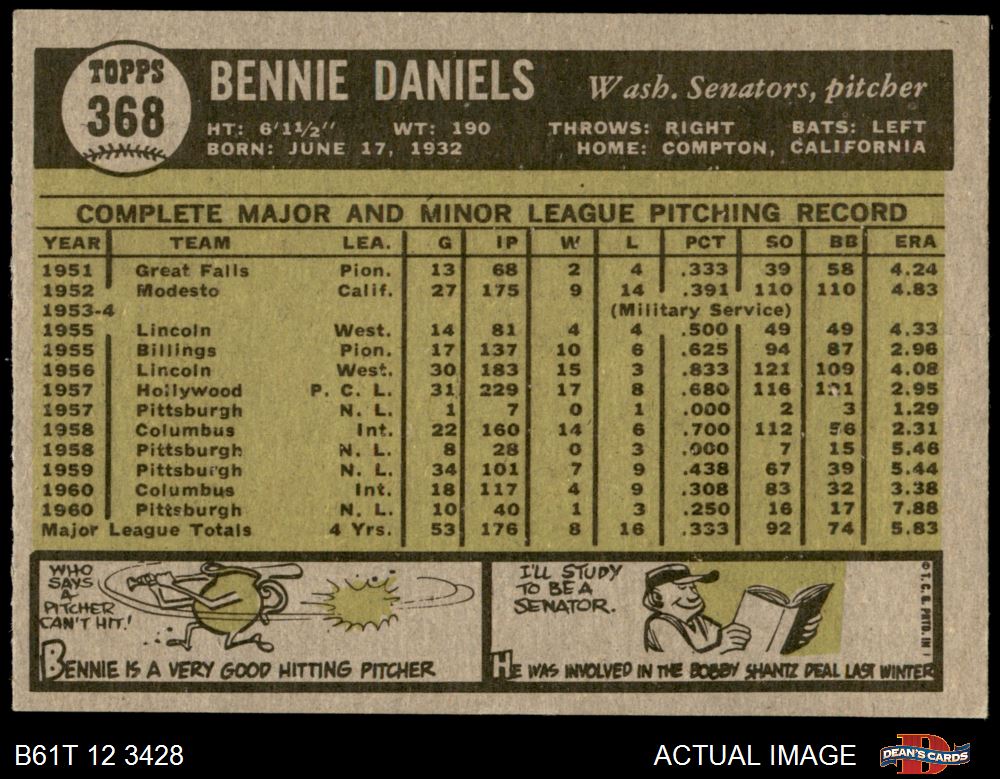 TOPPS
368
BENNIE DANIELS
Wash. Senators, pitcher
HT: 6'1½" WT: 190 THROWS: RIGHT BATS: LEFT
BORN: JUNE 17, 1932 HOME: COMPTON, CALIFORNIA
COMPLETE MAJOR AND MINOR LEAGUE PITCHING RECORD
YEAR TEAM LEA. G IP W L PCT SO BB ERA
1951 Great Falls Pion. 13 68 2 4 .333 39 58 4.24
1952 Modesto Calif. 27 175 9 14 .391 110 110 4.83
1953-4 (Military Service)
1955 Lincoln West. 14 81 4 4 .500 49 49 4.33
1955 Billings Pion. 17 137 10 6 .625 94 87 2.96
1956 Lincoln West. 30 183 15 3 .833 121 109 4.08
1957 Hollywood P. C. L. 31 229 17 8 .680 116 121 2.95
1957 Pittsburgh N. L. 1 7 0 1 .000 2 3 1.29
1958 Columbus Int. 22 160 14 6 .700 112 56 2.31
1958 Pittsburgh N. L. 8 28 0 3 .000 7 15 5.46
1959 Pittsburgh N. L. 34 101 7 9 .438 67 39 5.44
1960 Columbus Int. 18 117 4 9 .308 83 32 3.38
1960 Pittsburgh N. L. 10 40 1 3 .250 16 17 7.88
Major League Totals 4 Yrs. 53 176 8 16 .333 92 74 5.83
WHO
SAYS
A
PITCHER
CAN'T HIT!
BENNIE IS A VERY GOOD HITTING PITCHER
I'LL STUDY
TO BE A
SENATOR.
HE WAS INVOLVED IN THE BOBBY SHANTZ DEAL LAST WINTER
© T. C. G. PRTD. IN
B61T 12 3428
ACTUAL IMAGE
DEAN'S CARDS